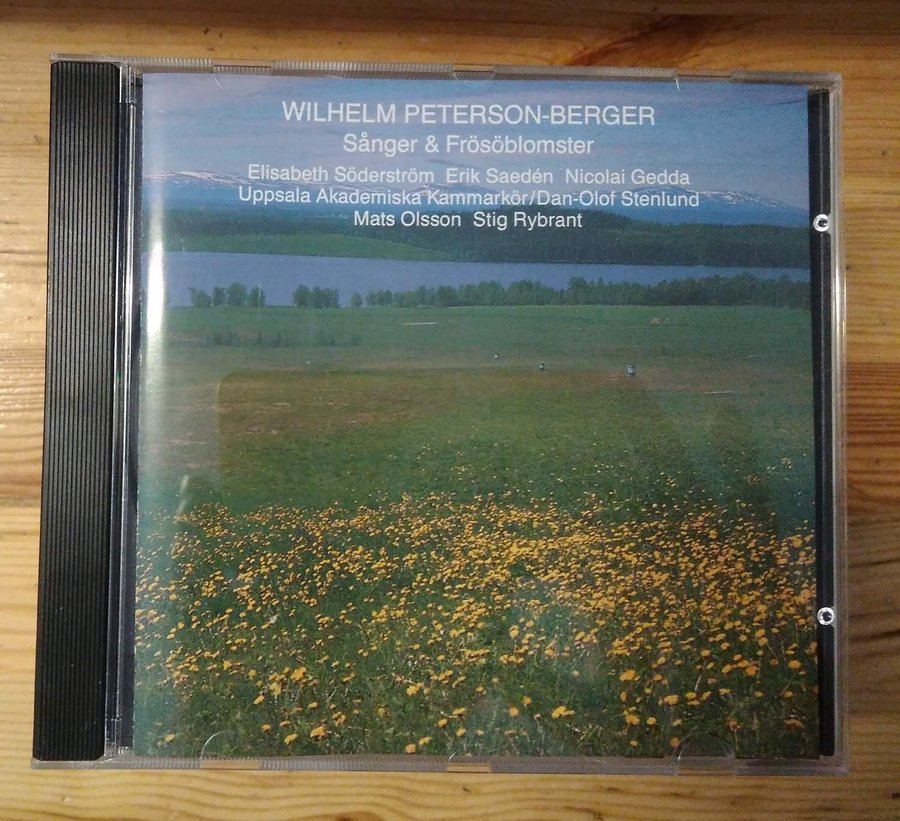 WILHELM PETERSON-BERGER
Sånger & Frösöblomster
Elisabeth Söderström Erik Saedén Nicolai Gedda
Uppsala Akademiska Kammarkör/Dan-Olof Stenlund
Mats Olsson Stig Rybrant